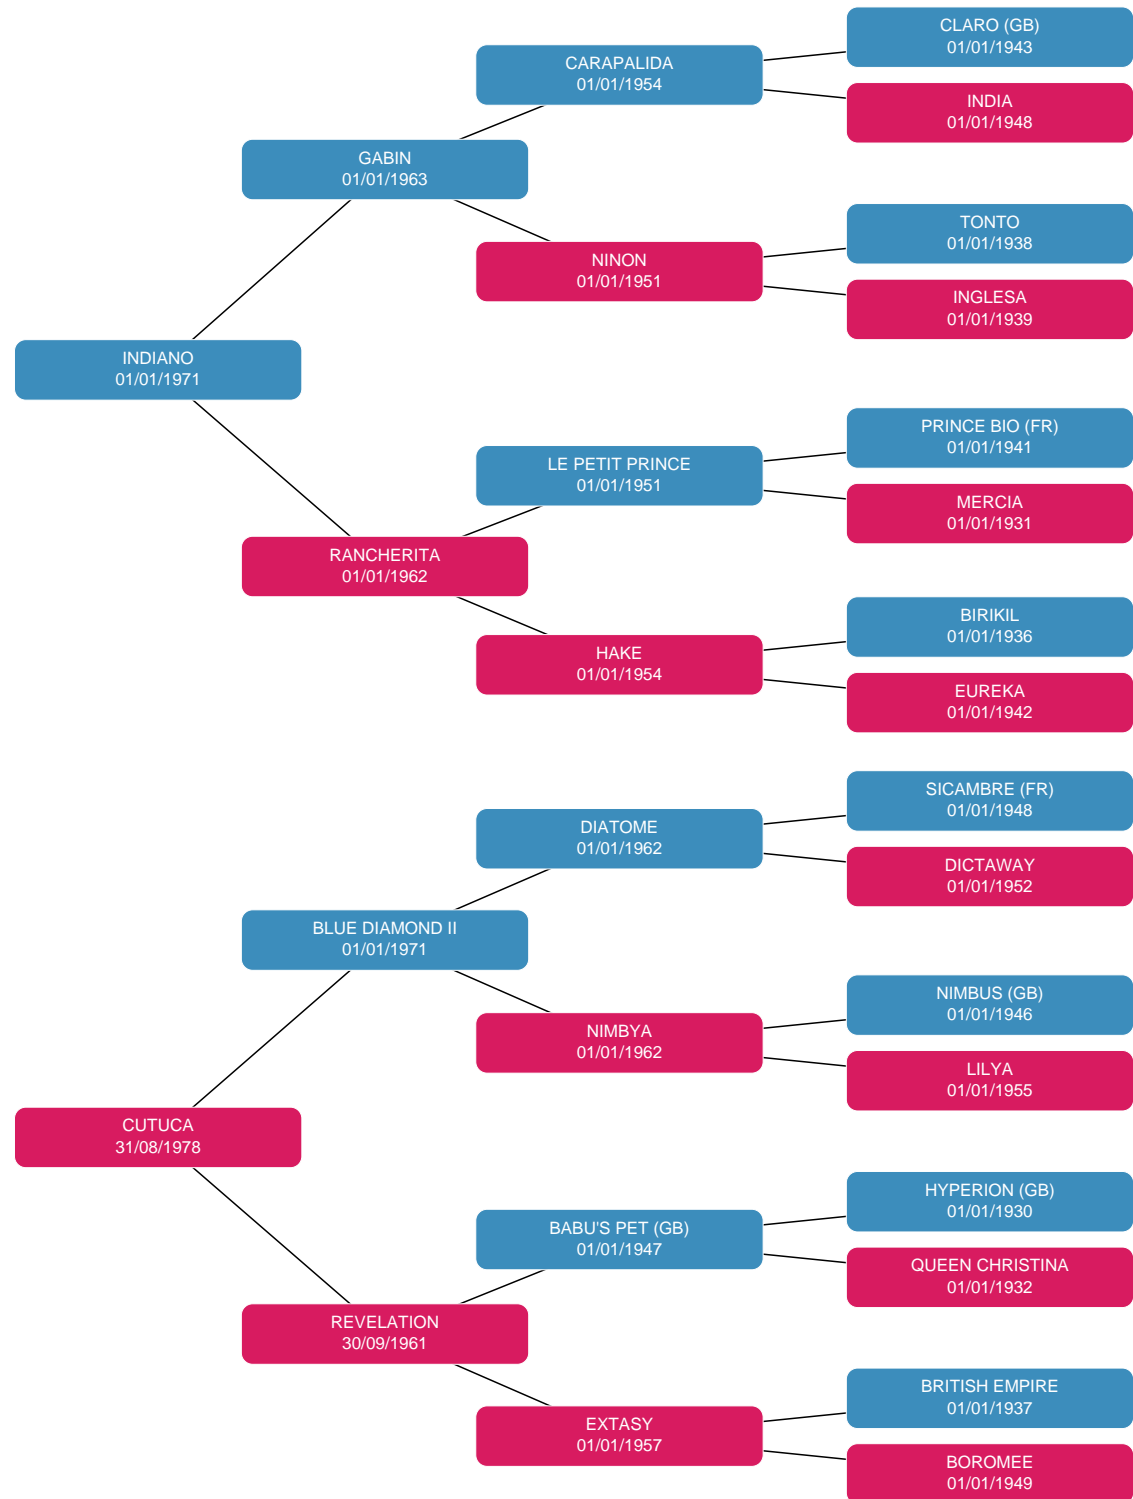 CLARO (GB)
01/01/1943
CARAPALIDA
01/01/1954
INDIA
01/01/1948
GABIN
01/01/1963
TONTO
01/01/1938
NINON
01/01/1951
INGLESA
01/01/1939
INDIANO
01/01/1971
PRINCE BIO (FR)
01/01/1941
LE PETIT PRINCE
01/01/1951
MERCIA
01/01/1931
RANCHERITA
01/01/1962
BIRIKIL
01/01/1936
HAKE
01/01/1954
EUREKA
01/01/1942
SICAMBRE (FR)
01/01/1948
DIATOME
01/01/1962
DICTAWAY
01/01/1952
BLUE DIAMOND II
01/01/1971
NIMBUS (GB)
01/01/1946
NIMBYA
01/01/1962
LILYA
01/01/1955
CUTUCA
31/08/1978
HYPERION (GB)
01/01/1930
BABU'S PET (GB)
01/01/1947
QUEEN CHRISTINA
01/01/1932
REVELATION
30/09/1961
BRITISH EMPIRE
01/01/1937
EXTASY
01/01/1957
BOROMEE
01/01/1949